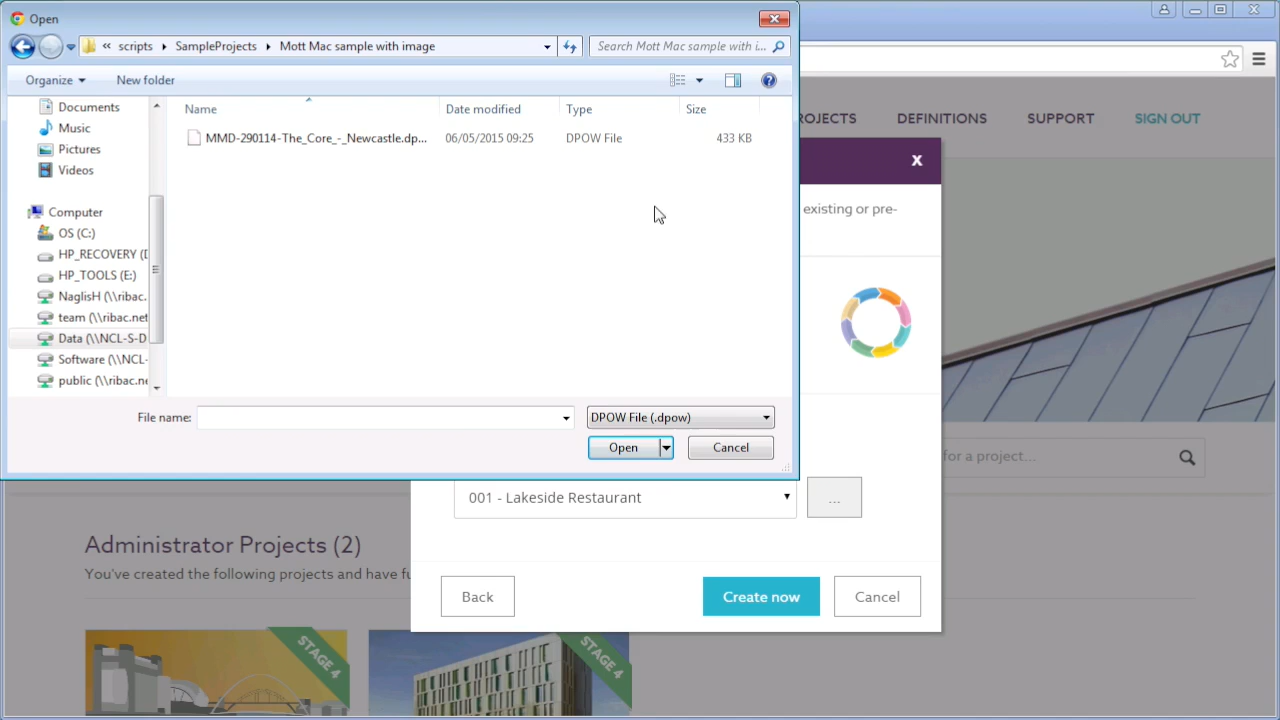 Open
« scripts SampleProjects Mott Mac sample with image
Search Mott Mac sample with i...
Organize New folder
Documents
Music
Pictures
Videos
Computer
OS (C:)
HP_RECOVERY (D
HP_TOOLS (E:)
NaglisH (\\ribac.
team (\\ribac.net
Data (\\NCL-S-D
Software (\\NCL-
public (\\ribac.ne
Name Date modified Type Size
MMD-290114-The_Core_-_Newcastle.dp... 06/05/2015 09:25 DPOW File 433 KB
File name: DPOW File (.dpow)
Open Cancel
ROJECTS DEFINITIONS SUPPORT SIGN OUT
x
existing or pre-
for a project...
001 - Lakeside Restaurant
...
Back Create now Cancel
Administrator Projects (2)
You've created the following projects and have fu
STAGE 4
STAGE 4